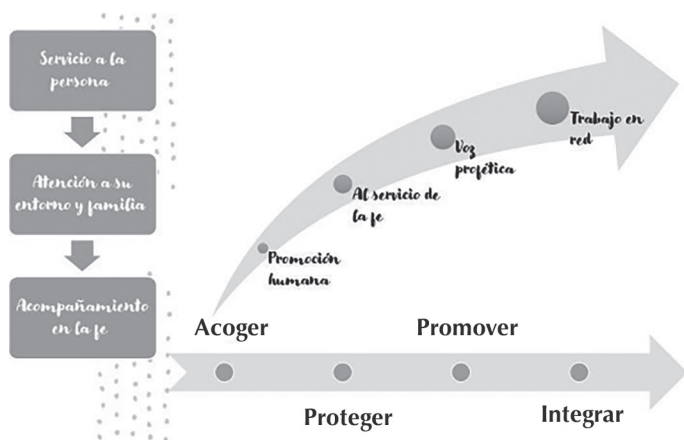 Servicio a la
persona
Atención a su
entorno y familia
Acompañamiento
en la fe
Trabajo en
red
Voz
profética
Al servicio de
la fe
Promoción
humana
Acoger
Promover
Proteger
Integrar